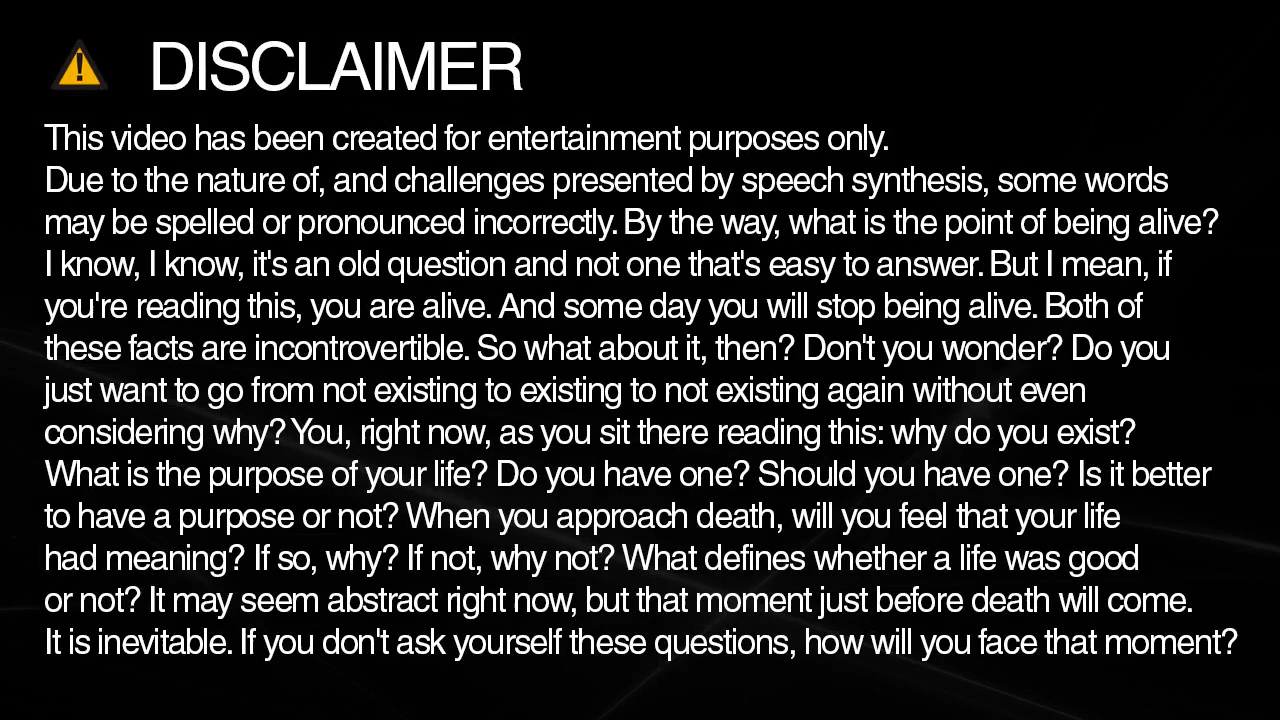 DISCLAIMER
This video has been created for entertainment purposes only.
Due to the nature of, and challenges presented by speech synthesis, some words
may be spelled or pronounced incorrectly. By the way, what is the point of being alive?
I know, I know, it's an old question and not one that's easy to answer. But I mean, if
you're reading this, you are alive. And some day you will stop being alive. Both of
these facts are incontrovertible. So what about it, then? Don't you wonder? Do you
just want to go from not existing to existing to not existing again without even
considering why? You, right now, as you sit there reading this: why do you exist?
What is the purpose of your life? Do you have one? Should you have one? Is it better
to have a purpose or not? When you approach death, will you feel that your life
had meaning? If so, why? If not, why not? What defines whether a life was good
or not? It may seem abstract right now, but that moment just before death will come.
It is inevitable. If you don't ask yourself these questions, how will you face that moment?